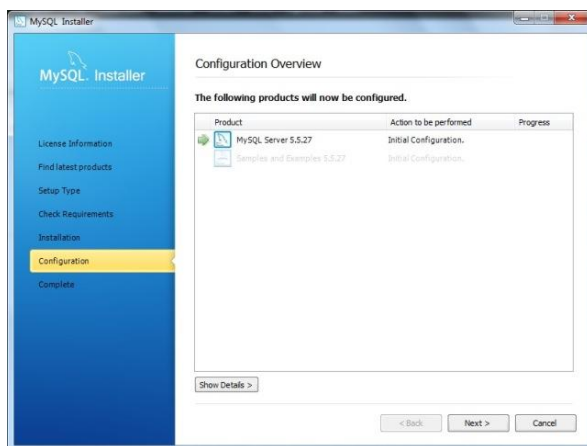 MySQL Installer
MySQL. Installer
License Information
Find latest products
Setup Type
Check Requirements
Installation
Configuration
Complete
Configuration Overview
The following products will now be configured.
Product Action to be performed Progress
MySQL Server 5.5.27 Initial Configuration.
Samples and Examples 5.5.27 Initial Configuration.
Show Details >
< Back Next > Cancel